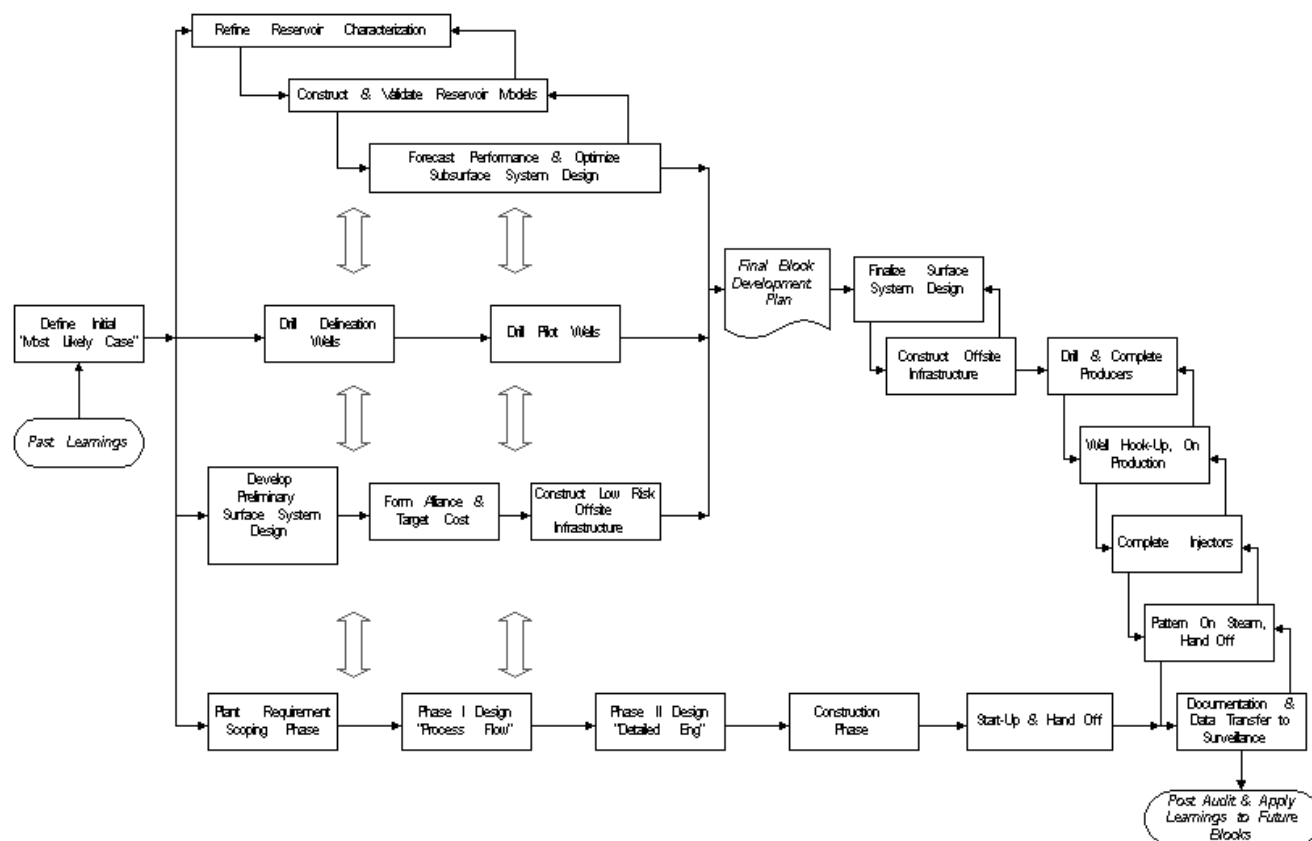 Refine Reservoir Characterization
Construct & Validate Reservoir Models
Forecast Performance & Optimize
Subsurface System Design
Final Block
Development
Plan
Finalize Surface
System Design
Define Initial
"Most Likely Case"
Drill Delineation
Wells
Drill Pilot Wells
Construct Offsite
Infrastructure
Drill & Complete
Producers
Past Learnings
Well Hook-Up, On
Production
Develop
Preliminary
Surface System
Design
Form Alliance &
Target Cost
Construct Low Risk
Offsite
Infrastructure
Complete Injectors
Pattern On Steam,
Hand Off
Plant Requirement
Scoping Phase
Phase I Design
"Process Flow"
Phase II Design
"Detailed Eng"
Construction
Phase
Start-Up & Hand Off
Documentation &
Data Transfer to
Surveillance
Post Audit & Apply
Learnings to Future
Blocks